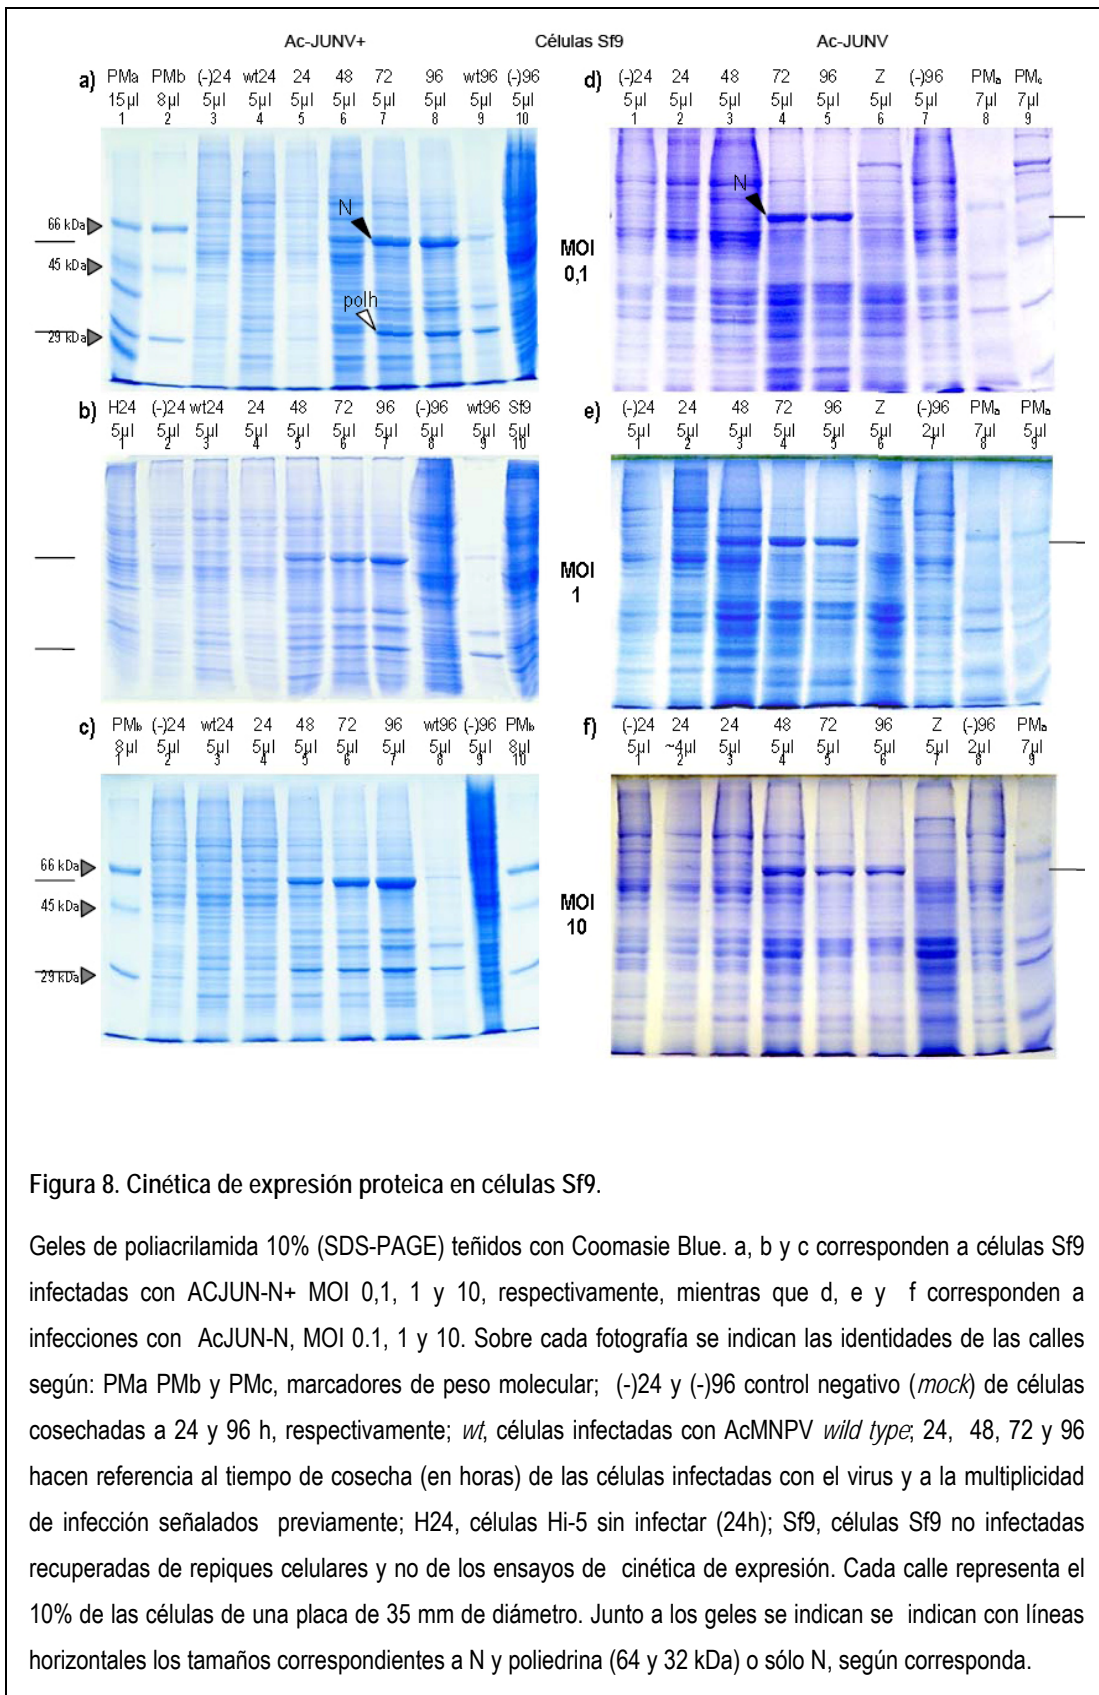 Ac-JUNV+ Células Sf9 Ac-JUNV
a) PMa PMb (-)24 wt24 24 48 72 96 wt96 (-)96
15µl 8µl 5µl 5µl 5µl 5µl 5µl 5µl 5µl 5µl
1 2 3 4 5 6 7 8 9 10
N
66 kDa
45 kDa
polh
29 kDa
d) (-)24 24 48 72 96 Z (-)96 PMa PMc
5µl 5µl 5µl 5µl 5µl 5µl 5µl 7µl 7µl
1 2 3 4 5 6 7 8 9
N
MOI
0,1
b) H24 (-)24 wt24 24 48 72 96 (-)96 wt96 Sf9
5µl 5µl 5µl 5µl 5µl 5µl 5µl 5µl 5µl 5µl
1 2 3 4 5 6 7 8 9 10
e) (-)24 24 48 72 96 Z (-)96 PMa PMa
5µl 5µl 5µl 5µl 5µl 5µl 2µl 7µl 5µl
1 2 3 4 5 6 7 8 9
MOI
1
c) PMb (-)24 wt24 24 48 72 96 wt96 (-)96 PMb
8µl 5µl 5µl 5µl 5µl 5µl 5µl 5µl 5µl 8µl
1 2 3 4 5 6 7 8 9 10
66 kDa
45 kDa
29 kDa
f) (-)24 24 24 48 72 96 Z (-)96 PMa
5µl ~4µl 5µl 5µl 5µl 5µl 5µl 2µl 7µl
1 2 3 4 5 6 7 8 9
MOI
10
Figura 8. Cinética de expresión proteica en células Sf9.
Geles de poliacrilamida 10% (SDS-PAGE) teñidos con Coomasie Blue. a, b y c corresponden a células Sf9
infectadas con ACJUN-N+ MOI 0,1, 1 y 10, respectivamente, mientras que d, e y f corresponden a
infecciones con AcJUN-N, MOI 0.1, 1 y 10. Sobre cada fotografía se indican las identidades de las calles
según: PMa PMb y PMc, marcadores de peso molecular; (-)24 y (-)96 control negativo (mock) de células
cosechadas a 24 y 96 h, respectivamente; wt, células infectadas con AcMNPV wild type; 24, 48, 72 y 96
hacen referencia al tiempo de cosecha (en horas) de las células infectadas con el virus y a la multiplicidad
de infección señalados previamente; H24, células Hi-5 sin infectar (24h); Sf9, células Sf9 no infectadas
recuperadas de repiques celulares y no de los ensayos de cinética de expresión. Cada calle representa el
10% de las células de una placa de 35 mm de diámetro. Junto a los geles se indican se indican con líneas
horizontales los tamaños correspondientes a N y poliedrina (64 y 32 kDa) o sólo N, según corresponda.